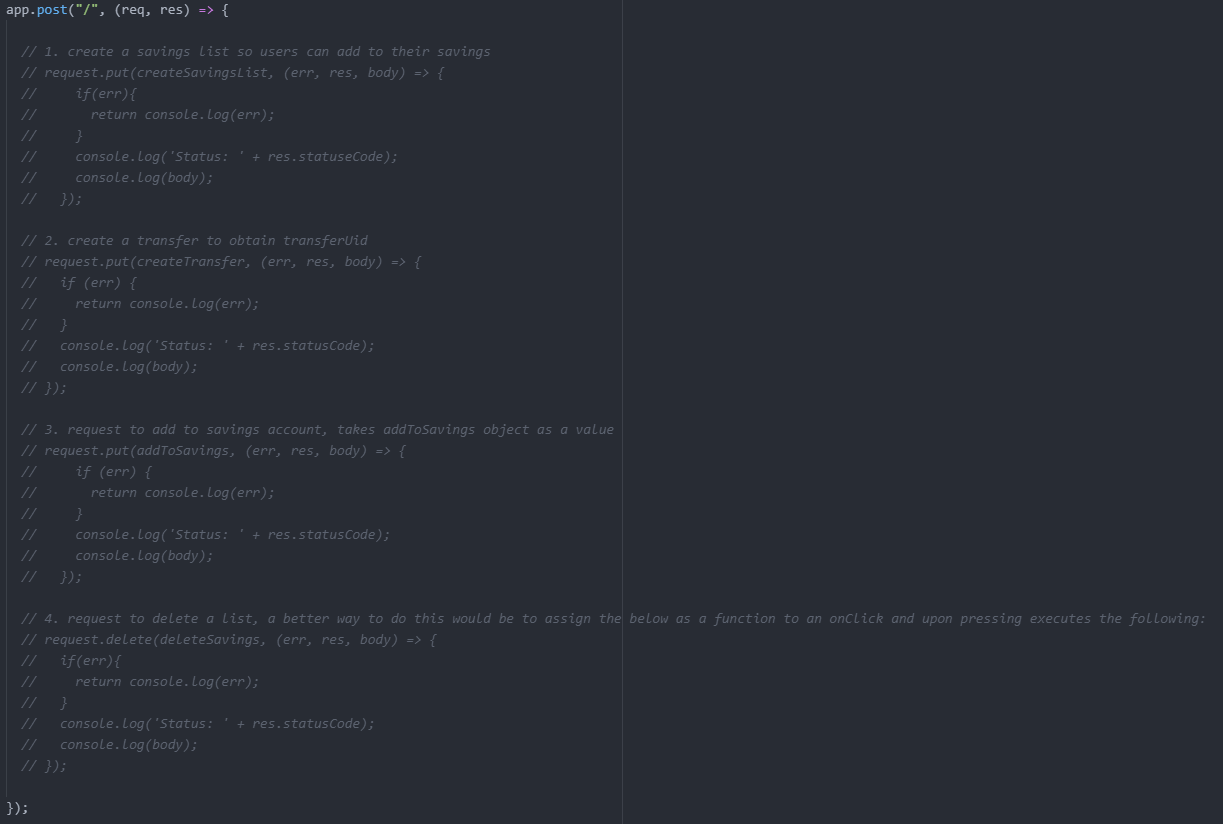 app.post("/", (req, res) => {
// 1. create a savings list so users can add to their savings
// request.put(createSavingsList, (err, res, body) => {
//     if(err){
//       return console.log(err);
//     }
//     console.log('Status: ' + res.statuseCode);
//     console.log(body);
//   });
// 2. create a transfer to obtain transferUid
// request.put(createTransfer, (err, res, body) => {
//   if (err) {
//     return console.log(err);
//   }
//   console.log('Status: ' + res.statusCode);
//   console.log(body);
// });
// 3. request to add to savings account, takes addToSavings object as a value
// request.put(addToSavings, (err, res, body) => {
//     if (err) {
//       return console.log(err);
//     }
//     console.log('Status: ' + res.statusCode);
//     console.log(body);
//   });
// 4. request to delete a list, a better way to do this would be to assign the below as a function to an onClick and upon pressing executes the following:
// request.delete(deleteSavings, (err, res, body) => {
//   if(err){
//     return console.log(err);
//   }
//   console.log('Status: ' + res.statusCode);
//   console.log(body);
// });
});